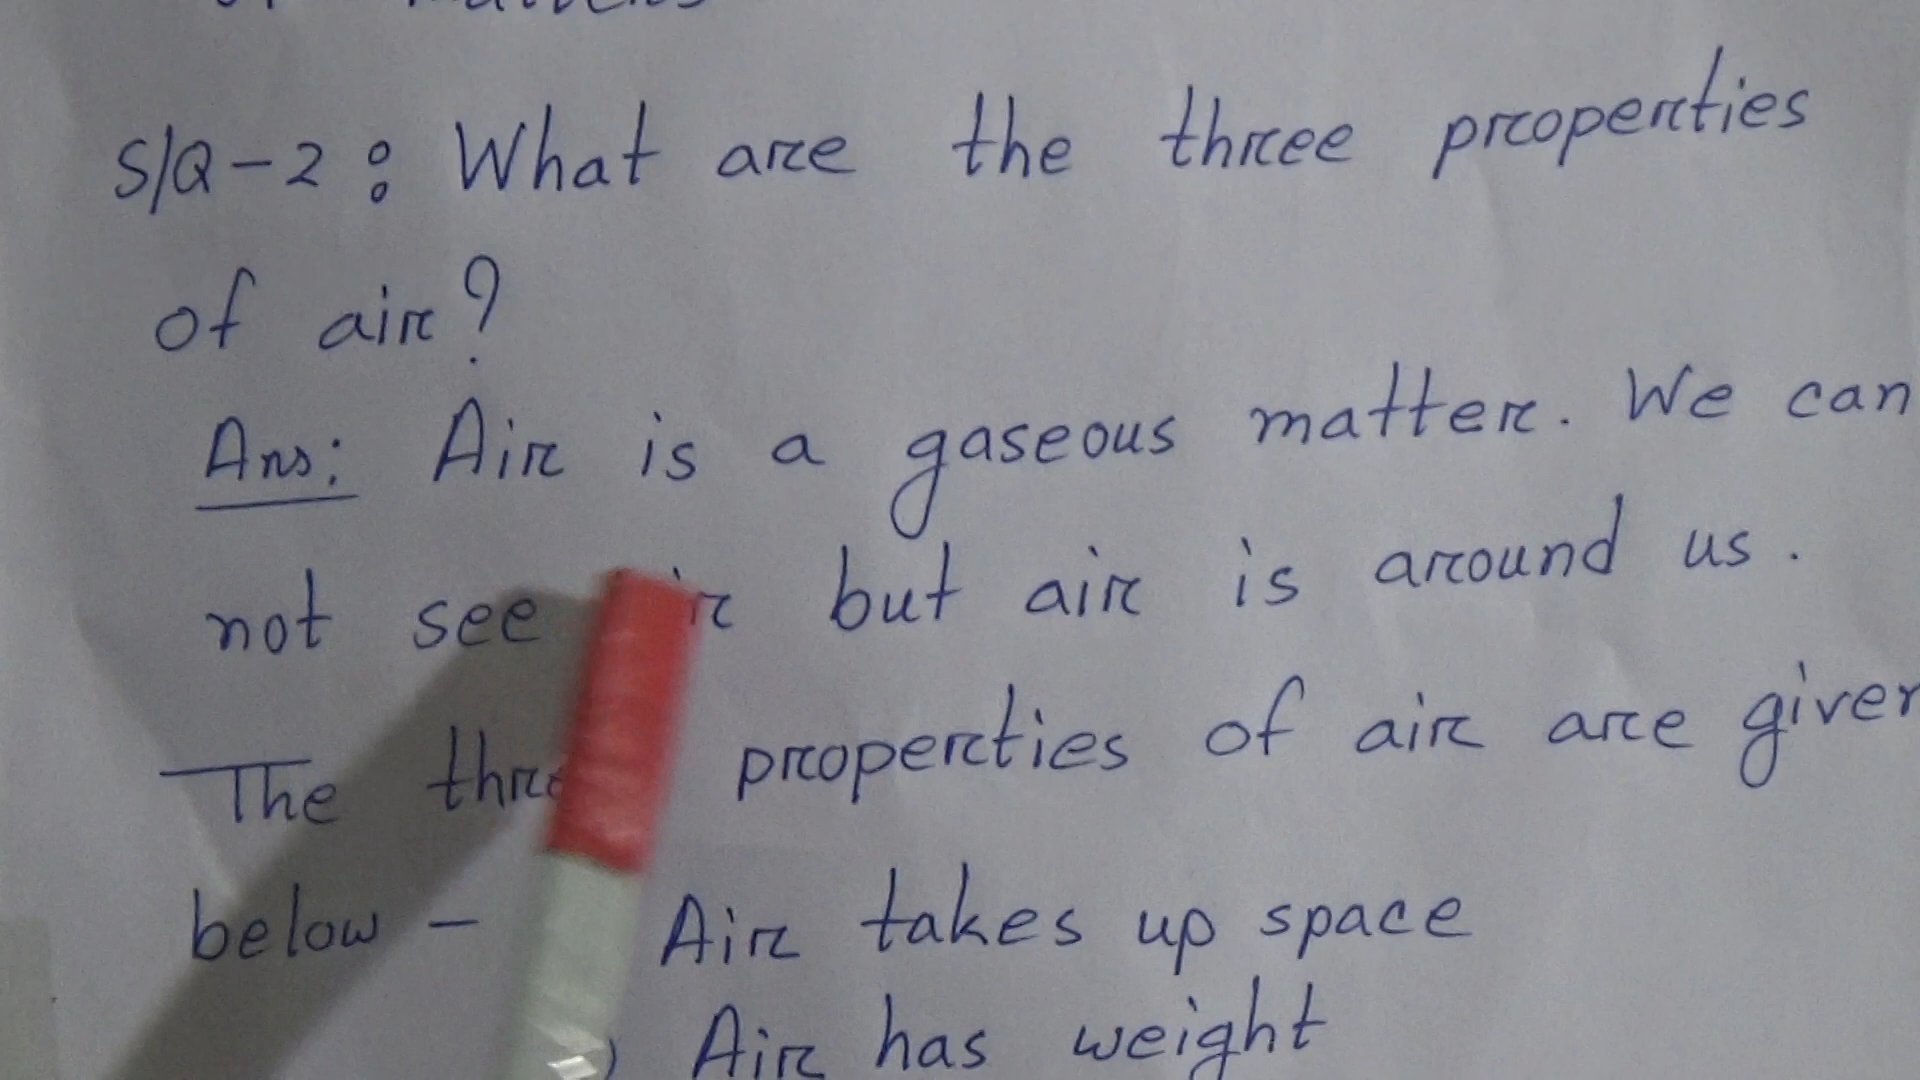 S/Q-2: What are the three properties
of air?
Ans: Air is a gaseous matter. We can
not see but air is around us.
The properties of air are given
below - Air takes up space
) Air has weight